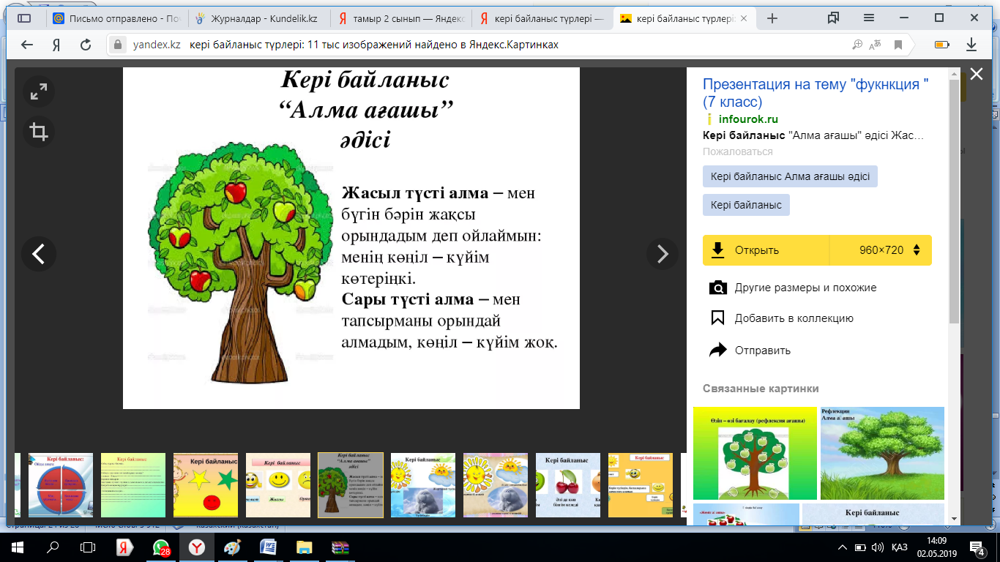 Письмо отправлено - Поч
Журналдар - Kundelik.kz
тамыр 2 сынып — Яндекс
кері байланыс түрлері —
кері байланыс түрлері:
yandex.kz кері байланыс түрлері: 11 тыс изображений найдено в Яндекс.Картинках
Кері байланыс
“Алма ағашы”
әдісі
Жасыл түсті алма – мен
бүгін бәрін жақсы
орындадым деп ойлаймын:
менің көңіл – күйім
көтеріңкі.
Сары түсті алма – мен
тапсырманы орындай
алмадым, көңіл – күйім жоқ.
Презентация на тему "фукнкция "
(7 класс)
infourok.ru
Кері байланыс "Алма ағашы" әдісі Жас...
Пожаловаться
Кері байланыс Алма ағашы әдісі
Кері байланыс
Открыть 960×720
Другие размеры и похожие
Добавить в коллекцию
Отправить
Связанные картинки
Өзін – өзі бағалау (рефлексия ағашы)
Рефлекция
Алма ағашы
Кері байланыс
Кері байланыс:
Кері байланыс
Кері байланыс
Кері байланыс
Кері байланыс
“Алма ағашы”
әдісі
Кері байланыс
Кері байланыс
Кері байланыс
28
ҚАЗ
14:09
02.05.2019
4